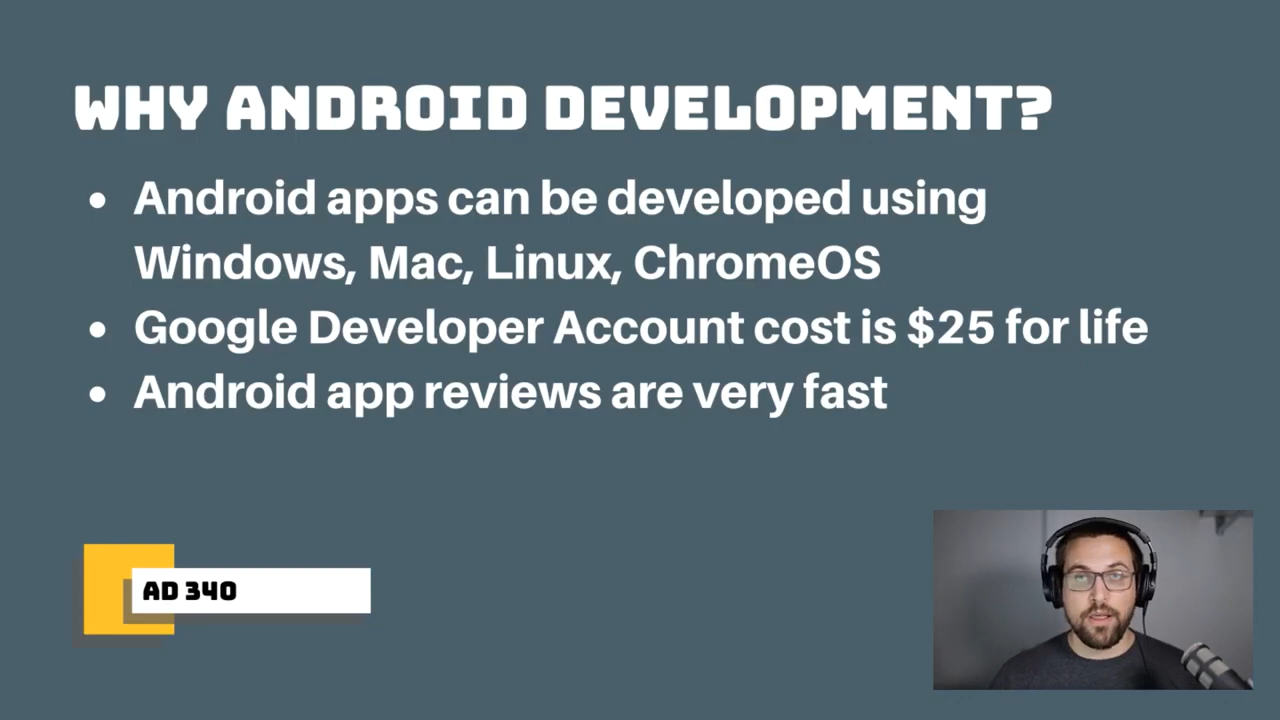 WHY ANDROID DEVELOPMENT?
• Android apps can be developed using
Windows, Mac, Linux, ChromeOS
• Google Developer Account cost is $25 for life
• Android app reviews are very fast
AD 340